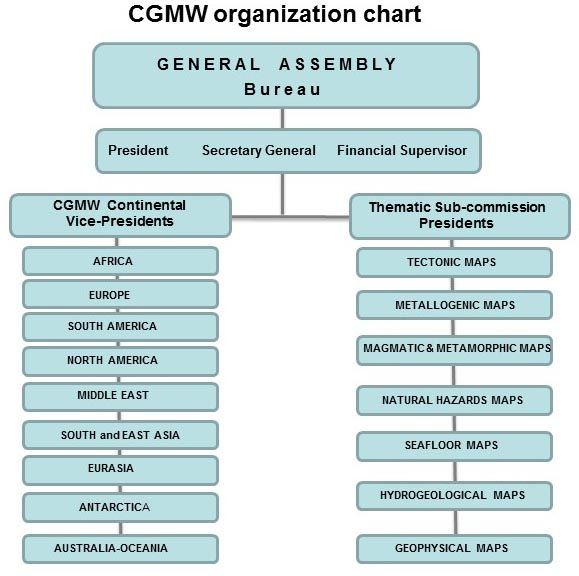 CGMW organization chart
GENERAL ASSEMBLY
Bureau
President Secretary General Financial Supervisor
CGMW Continental
Vice-Presidents
AFRICA
EUROPE
SOUTH AMERICA
NORTH AMERICA
MIDDLE EAST
SOUTH and EAST ASIA
EURASIA
ANTARCTICA
AUSTRALIA-OCEANIA
Thematic Sub-commission
Presidents
TECTONIC MAPS
METALLOGENIC MAPS
MAGMATIC & METAMORPHIC MAPS
NATURAL HAZARDS MAPS
SEAFLOOR MAPS
HYDROGEOLOGICAL MAPS
GEOPHYSICAL MAPS